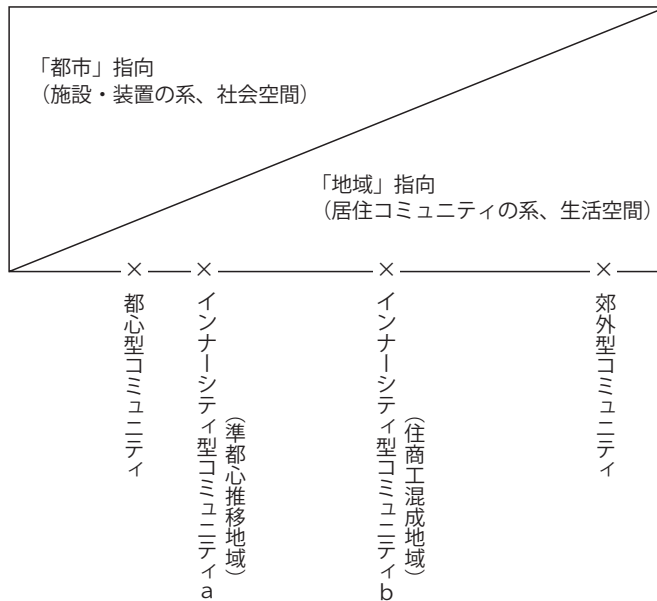 「都市」指向
（施設・装置の系、社会空間）
「地域」指向
（居住コミュニティの系、生活空間）
都心型コミュニティ
インナーシティ型コミュニティa
（準都心推移地域）
インナーシティ型コミュニティb
（住商工混成地域）
郊外型コミュニティ